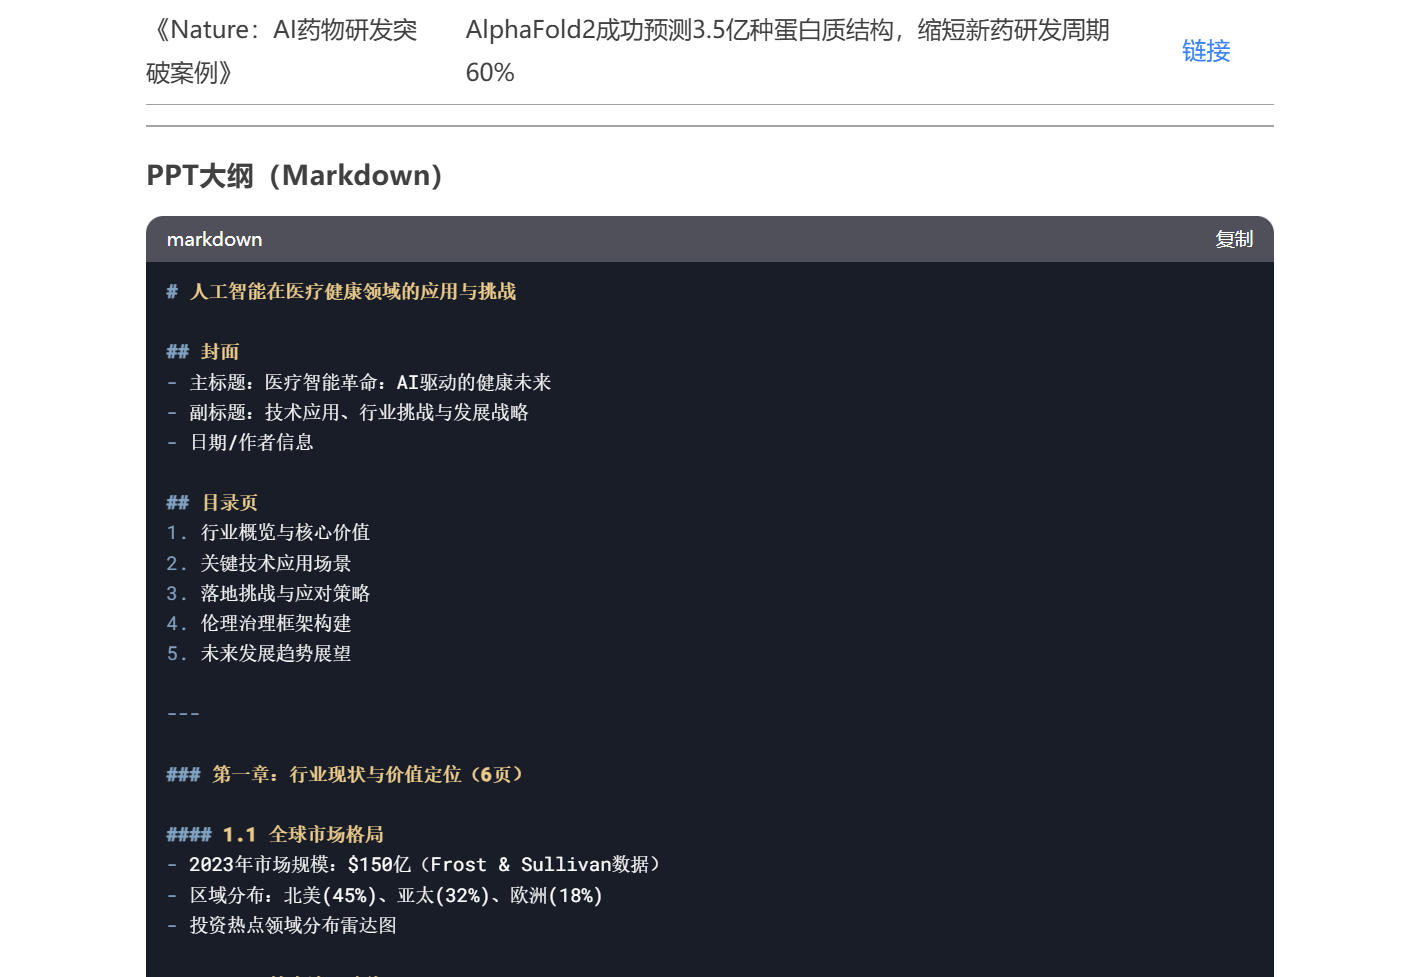 《Nature：AI药物研发突
破案例》
AlphaFold2成功预测3.5亿种蛋白质结构，缩短新药研发周期
60%
链接
PPT大纲（Markdown）
markdown
复制
# 人工智能在医疗健康领域的应用与挑战
## 封面
- 主标题：医疗智能革命：AI驱动的健康未来
- 副标题：技术应用、行业挑战与发展战略
- 日期/作者信息
## 目录页
1. 行业概览与核心价值
2. 关键技术应用场景
3. 落地挑战与应对策略
4. 伦理治理框架构建
5. 未来发展趋势展望
---
### 第一章：行业现状与价值定位（6页）
#### 1.1 全球市场格局
- 2023年市场规模：$150亿（Frost & Sullivan数据）
- 区域分布：北美(45%)、亚太(32%)、欧洲(18%)
- 投资热点领域分布雷达图